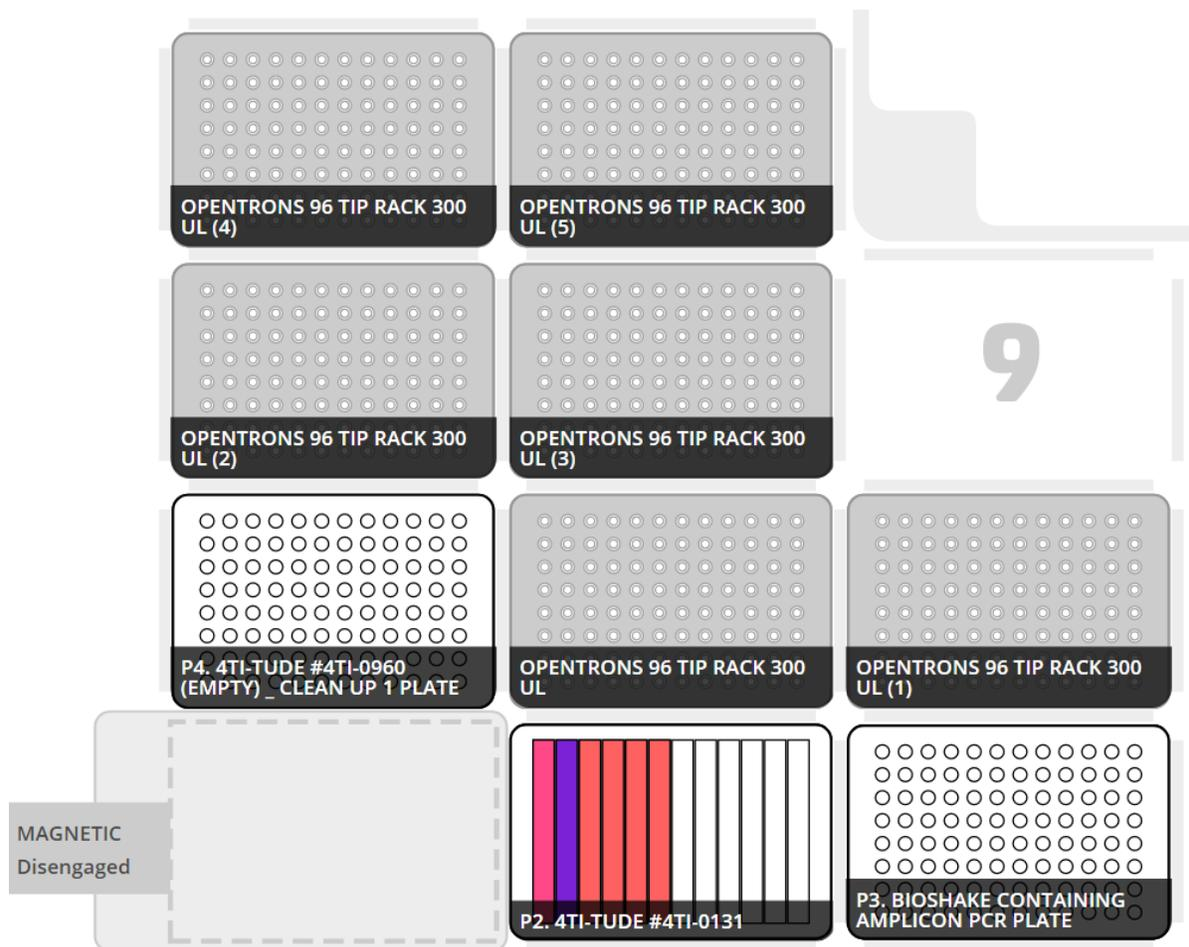 OPENTRONS 96 TIP RACK 300
UL (4)
OPENTRONS 96 TIP RACK 300
UL (5)
OPENTRONS 96 TIP RACK 300
UL (2)
OPENTRONS 96 TIP RACK 300
UL (3)
9
P4. 4TI-TUDE #4TI-0960
(EMPTY) _ CLEAN UP 1 PLATE
OPENTRONS 96 TIP RACK 300
UL
OPENTRONS 96 TIP RACK 300
UL (1)
MAGNETIC
Disengaged
P2. 4TI-TUDE #4TI-0131
P3. BIOSHAKE CONTAINING
AMPLICON PCR PLATE